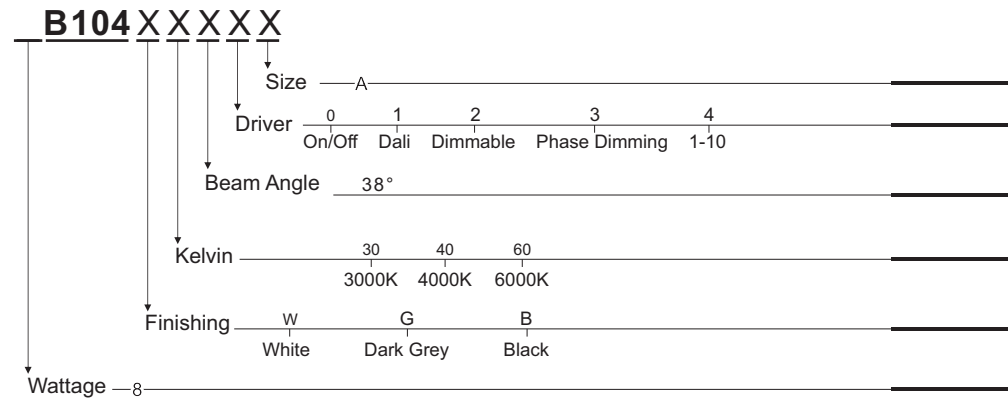 B104 X X X X X
Size A
Driver 0 1 2 3 4
On/Off Dali Dimmable Phase Dimming 1-10
Beam Angle 38°
Kelvin 30 40 60
3000K 4000K 6000K
Finishing W G B
White Dark Grey Black
Wattage 8